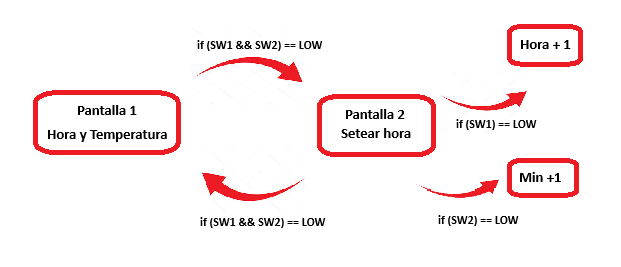 if (SW1 && SW2) == LOW
Hora + 1
Pantalla 1
Hora y Temperatura
Pantalla 2
Setear hora
if (SW1) == LOW
Min +1
if (SW1 && SW2) == LOW
if (SW2) == LOW